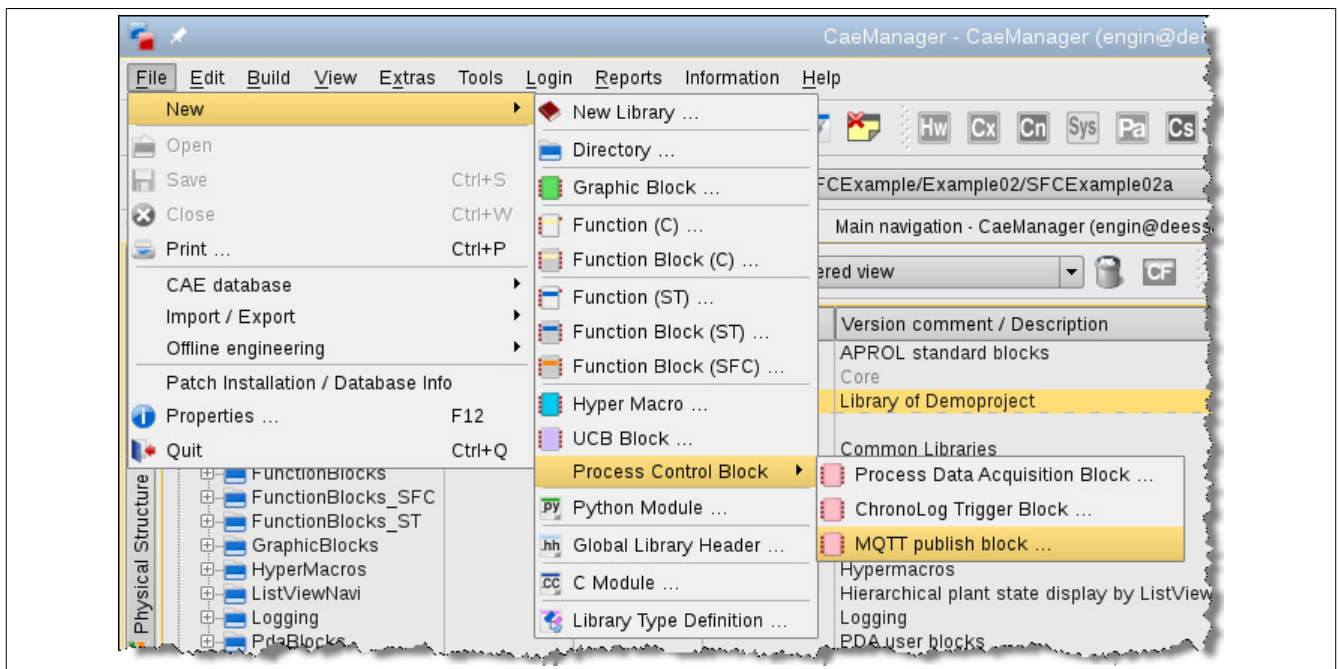 CaeManager - CaeManager (engin@dee
File Edit Build View Extras Tools Login Reports Information Help
New
Open
Save Ctrl+S
Close Ctrl+W
Print ... Ctrl+P
CAE database
Import / Export
Offline engineering
Patch Installation / Database Info
Properties ... F12
Quit Ctrl+Q
New Library ...
Directory ...
Graphic Block ...
Function (C) ...
Function Block (C) ...
Function (ST) ...
Function Block (ST) ...
Function Block (SFC) ...
Hyper Macro ...
UCB Block ...
Process Control Block
Python Module ...
Global Library Header ...
C Module ...
Library Type Definition ...
py
.hh
.cc
Process Data Acquisition Block ...
ChronoLog Trigger Block ...
MQTT publish block ...
Hw Cx Cn Sys Pa Cs
FCExample/Example02/SFCExample02a
Main navigation - CaeManager (engin@deess
ered view
CF
Version comment / Description
APROL standard blocks
Core
Library of Demoproject
Common Libraries
Hypermacros
Hierarchical plant state display by ListView
Logging
PDA user blocks
Physical Structure
FunctionBlocks
FunctionBlocks_SFC
FunctionBlocks_ST
GraphicBlocks
HyperMacros
ListViewNavi
Logging
PdaBlocks